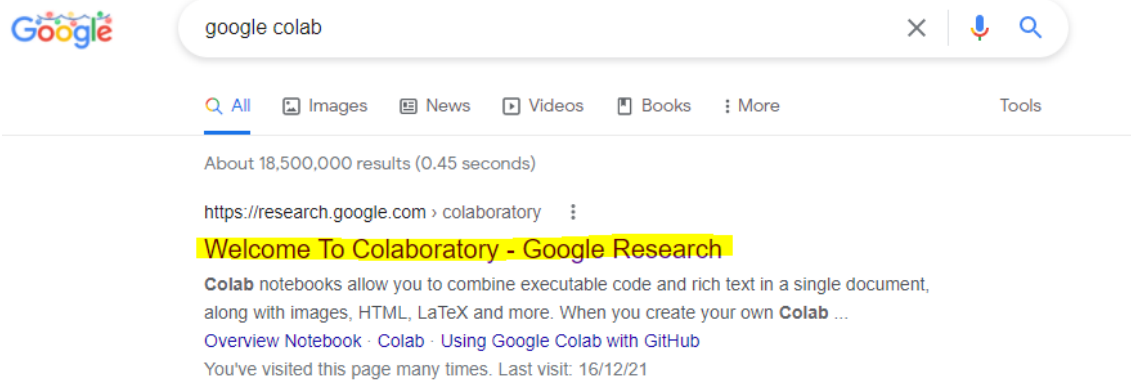 Google
google colab
All Images News Videos Books More Tools
About 18,500,000 results (0.45 seconds)
https://research.google.com › colaboratory
Welcome To Colaboratory - Google Research
Colab notebooks allow you to combine executable code and rich text in a single document,
along with images, HTML, LaTeX and more. When you create your own Colab ...
Overview Notebook · Colab · Using Google Colab with GitHub
You've visited this page many times. Last visit: 16/12/21